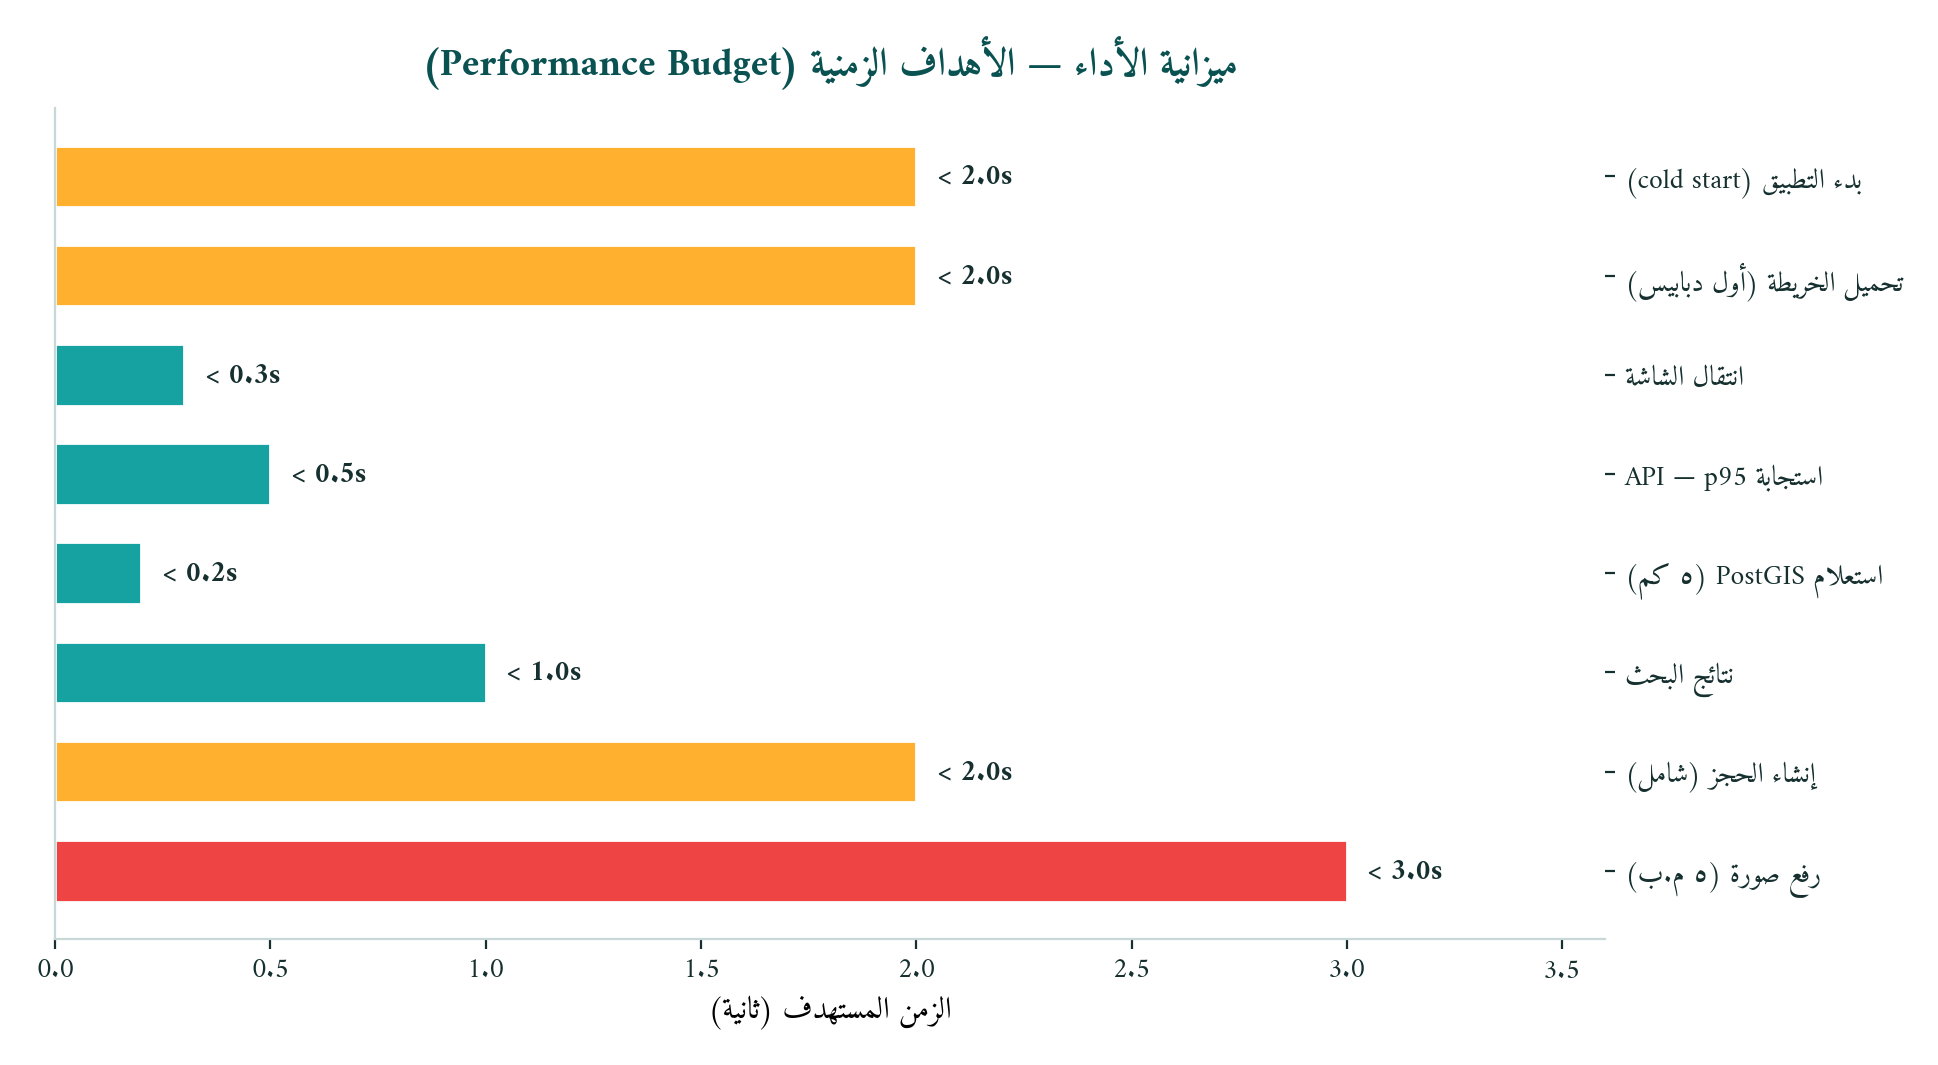 ميزانية الأداء — الأهداف الزمنية (Performance Budget)
بدء التطبيق (cold start)
< 2.0s
تحميل الخريطة (أول دبابيس)
< 2.0s
انتقال الشاشة
< 0.3s
استجابة API — p95
< 0.5s
استعلام PostGIS (٥ كم)
< 0.2s
نتائج البحث
< 1.0s
إنشاء الحجز (شامل)
< 2.0s
رفع صورة (٥ م.ب)
< 3.0s
0.0 0.5 1.0 1.5 2.0 2.5 3.0 3.5
الزمن المستهدف (ثانية)